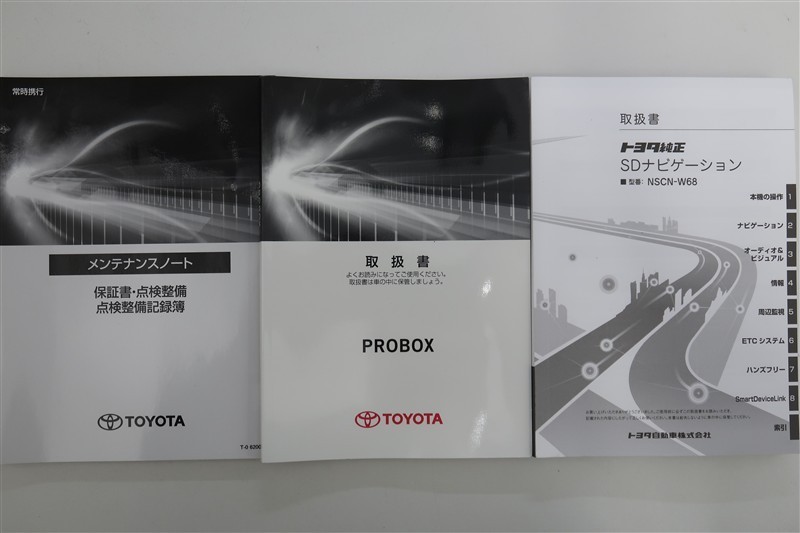 常時携行
メンテナンスノート
保証書・点検整備
点検整備記録簿
TOYOTA
取扱書
よくお読みになってご使用ください。
取扱書は車の中に保管しましょう。
PROBOX
TOYOTA
取扱書
トヨタ純正
SDナビゲーション
■型番: NSCN-W68
本機の操作 1
ナビゲーション 2
オーディオ&
ビジュアル 3
情報 4
周辺監視 5
ETCシステム 6
ハンズフリー 7
SmartDeviceLink 8
索引
トヨタ自動車株式会社